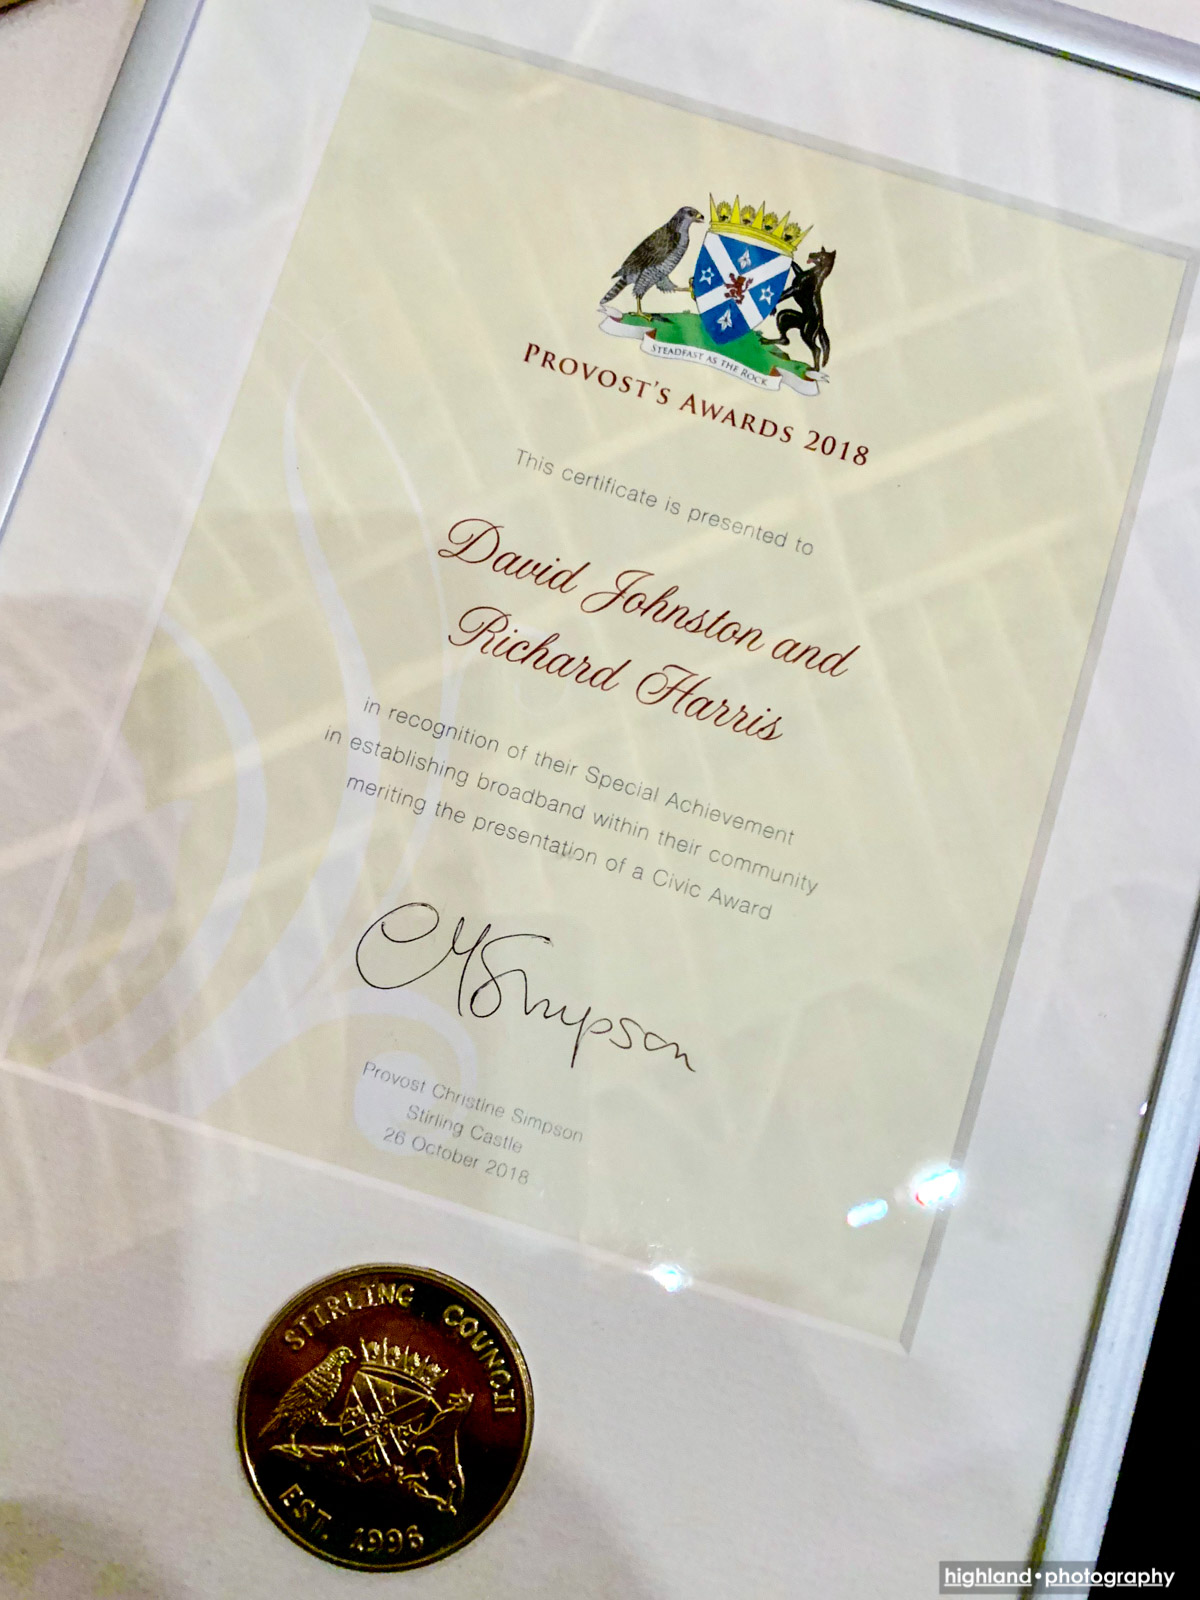 STEADFAST AS THE ROCK
PROVOST'S AWARDS 2018
This certificate is presented to
David Johnston and
Richard Harris
in recognition of their Special Achievement
in establishing broadband within their community
meriting the presentation of a Civic Award
CMSimpson
Provost Christine Simpson
Stirling Castle
26 October 2018
STIRLING COUNCIL
EST. 1996
highland•photography